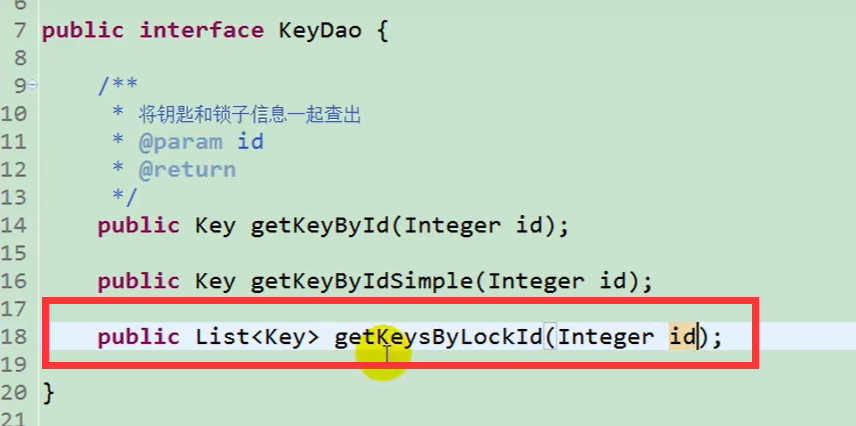 6
7 public interface KeyDao {
8
9 /**
10 * 将钥匙和锁子信息一起查出
11 * @param id
12 * @return
13 */
14 public Key getKeyById(Integer id);
15
16 public Key getKeyByIdSimple(Integer id);
17
18 public List<Key> getKeysByLockId(Integer id);
19
20 }
21